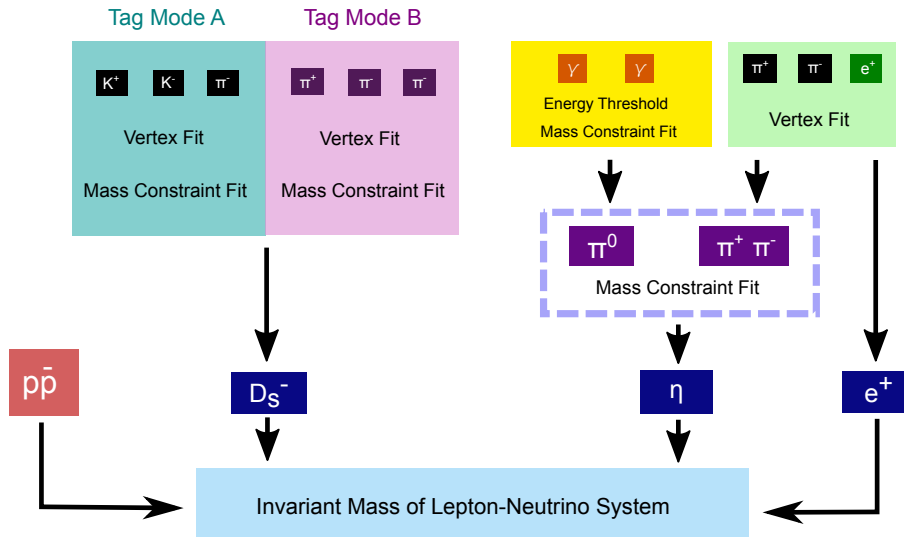 Tag Mode A
Tag Mode B
K⁺ K⁻ π⁻
Vertex Fit
Mass Constraint Fit
π⁺ π⁻ π⁻
Vertex Fit
Mass Constraint Fit
γ γ
Energy Threshold
Mass Constraint Fit
π⁺ π⁻ e⁺
Vertex Fit
π⁰ π⁺ π⁻
Mass Constraint Fit
pp̄
Dₛ⁻
η
e⁺
Invariant Mass of Lepton-Neutrino System